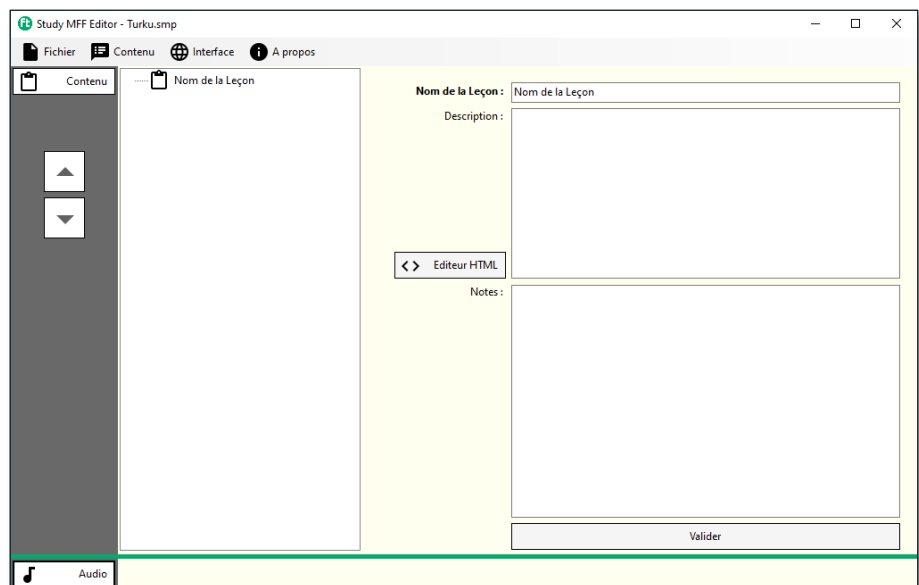 ft Study MFF Editor - Turku.smp
Fichier Contenu Interface A propos
Contenu
Nom de la Leçon
Nom de la Leçon : Nom de la Leçon
Description :
Editeur HTML
Notes :
Valider
Audio